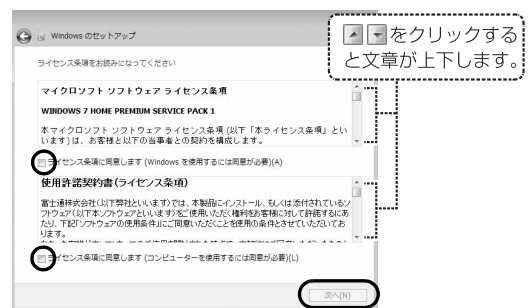 Windows のセットアップ
▲▼をクリックする
と文章が上下します。
ライセンス条項をお読みになってください
マイクロソフト ソフトウェア ライセンス条項
WINDOWS 7 HOME PREMIUM SERVICE PACK 1
本マイクロソフト ソフトウェア ライセンス条項 (以下「本ライセンス条項」とい
います) は、お客様と以下の当事者との契約を構成します。
ライセンス条項に同意します (Windows を使用するには同意が必要)(A)
使用許諾契約書(ライセンス条項)
富士通株式会社(以下弊社といいます)では、本製品にインストール、もしくは添付されているソ
フトウェア(以下本ソフトウェアといいます)をご使用いただく権利をお客様に対して許諾するにあ
たり、下記「ソフトウェアの使用条件」にご同意いただくことを使用の条件とさせていただいてお
ります。
ライセンス条項に同意します (コンピューターを使用するには同意が必要)(L)
次へ(N)